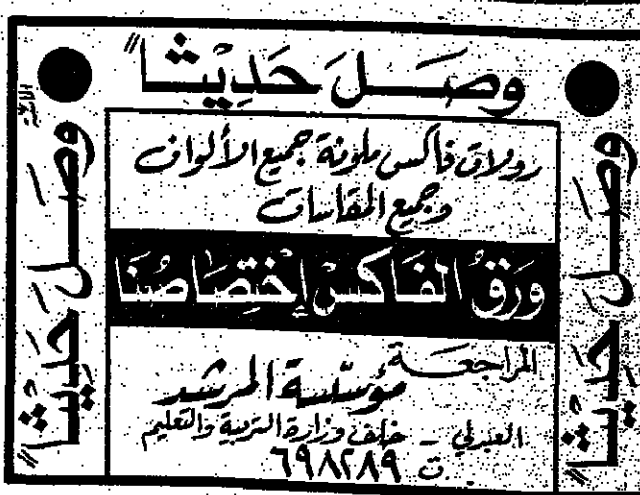 وصل حديثاً
رولات فاكس ملونة جميع الألوان
وجميع المقاسات
ورق الفاكس إختصاصنا
المراجعة
مؤسسة المرشد
العبدلي - خلف وزارة التربية والتعليم
ت ٦٩٨٢٨٩
وصل حديثاً
وصل حديثاً